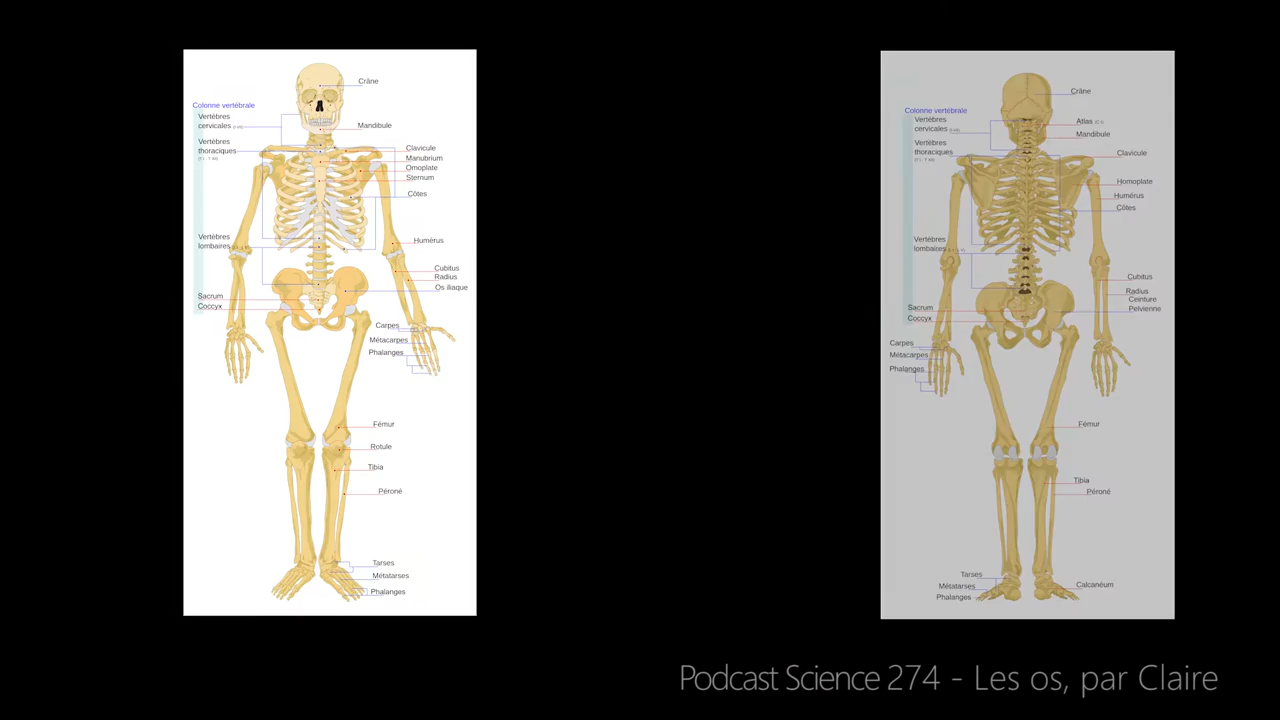 Crâne
Colonne vertébrale
Vertèbres
cervicales
Mandibule
Vertèbres
thoraciques
Clavicule
Manubrium
Omoplate
Sternum
Côtes
Vertèbres
lombaires
Humérus
Cubitus
Radius
Os iliaque
Sacrum
Coccyx
Carpes
Métacarpes
Phalanges
Fémur
Rotule
Tibia
Péroné
Tarses
Métatarses
Phalanges
Crâne
Colonne vertébrale
Vertèbres
cervicales
Atlas
Mandibule
Vertèbres
thoraciques
Clavicule
Homoplate
Humérus
Côtes
Vertèbres
lombaires
Cubitus
Radius
Ceinture
Pelvienne
Sacrum
Coccyx
Carpes
Métacarpes
Phalanges
Fémur
Tibia
Péroné
Tarses
Métatarses
Phalanges
Calcanéum
Podcast Science 274 - Les os, par Claire